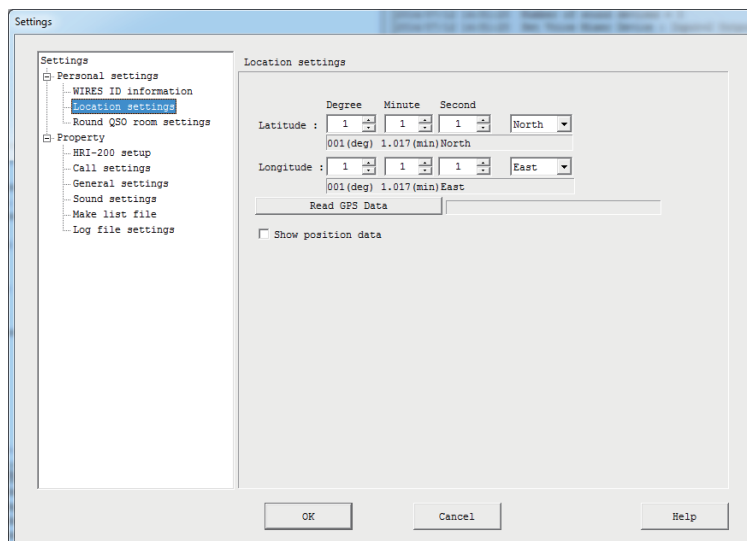 Settings
Settings
Personal settings
WIRES ID information
Location settings
Round QSO room settings
Property
HRI-200 setup
Call settings
General settings
Sound settings
Make list file
Log file settings
Location settings
Degree Minute Second
Latitude : 1 1 1 North
001(deg) 1.017(min)North
Longitude : 1 1 1 East
001(deg) 1.017(min)East
Read GPS Data
Show position data
OK Cancel Help